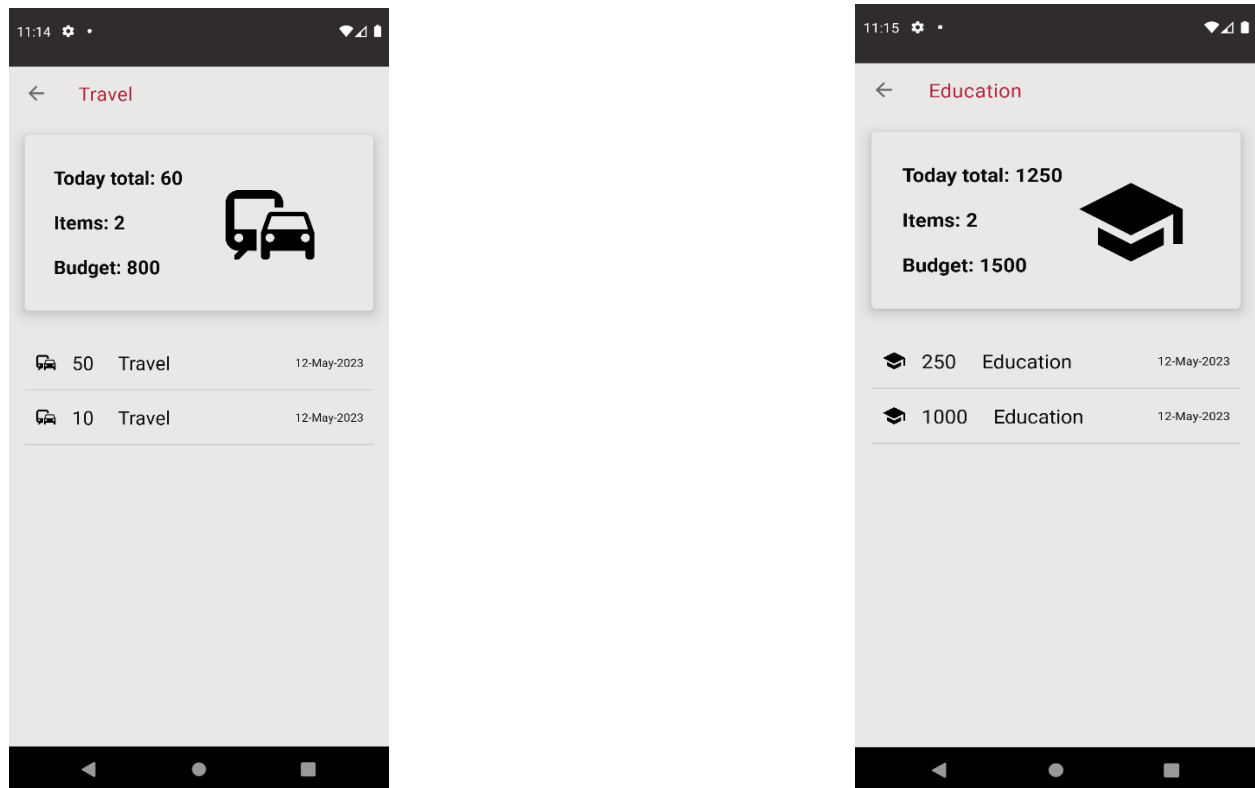 11:14
Travel
Today total: 60
Items: 2
Budget: 800
50 Travel 12-May-2023
10 Travel 12-May-2023
11:15
Education
Today total: 1250
Items: 2
Budget: 1500
250 Education 12-May-2023
1000 Education 12-May-2023